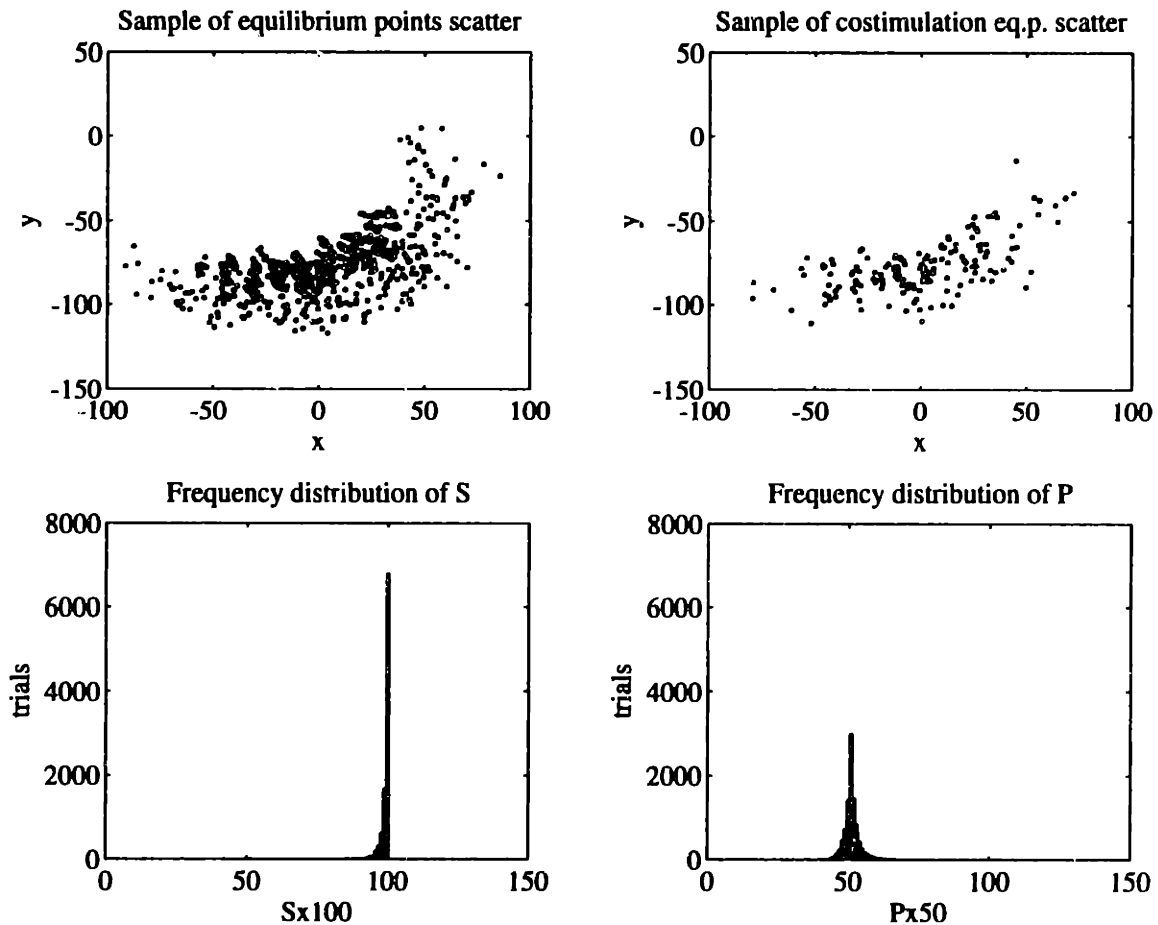 Sample of equilibrium points scatter
50
0
-50
-100
-150
y
-100 -50 0 50 100
x
Sample of costimulation eq.p. scatter
50
0
-50
-100
-150
y
-100 -50 0 50 100
x
Frequency distribution of S
8000
6000
4000
2000
0
trials
0 50 100 150
Sx100
Frequency distribution of P
8000
6000
4000
2000
0
trials
0 50 100 150
Px50